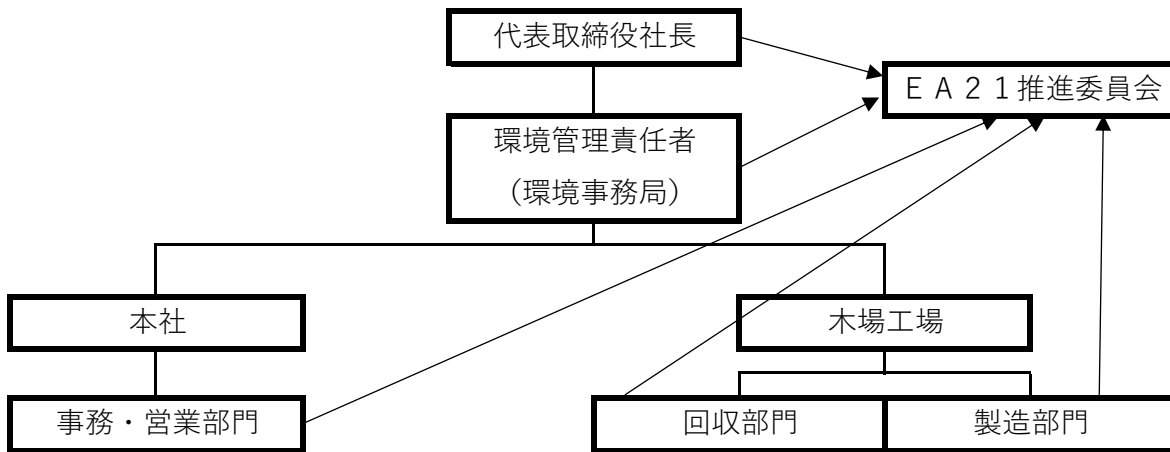 代表取締役社長
ＥＡ２１推進委員会
環境管理責任者
（環境事務局）
本社
木場工場
事務・営業部門
回収部門
製造部門